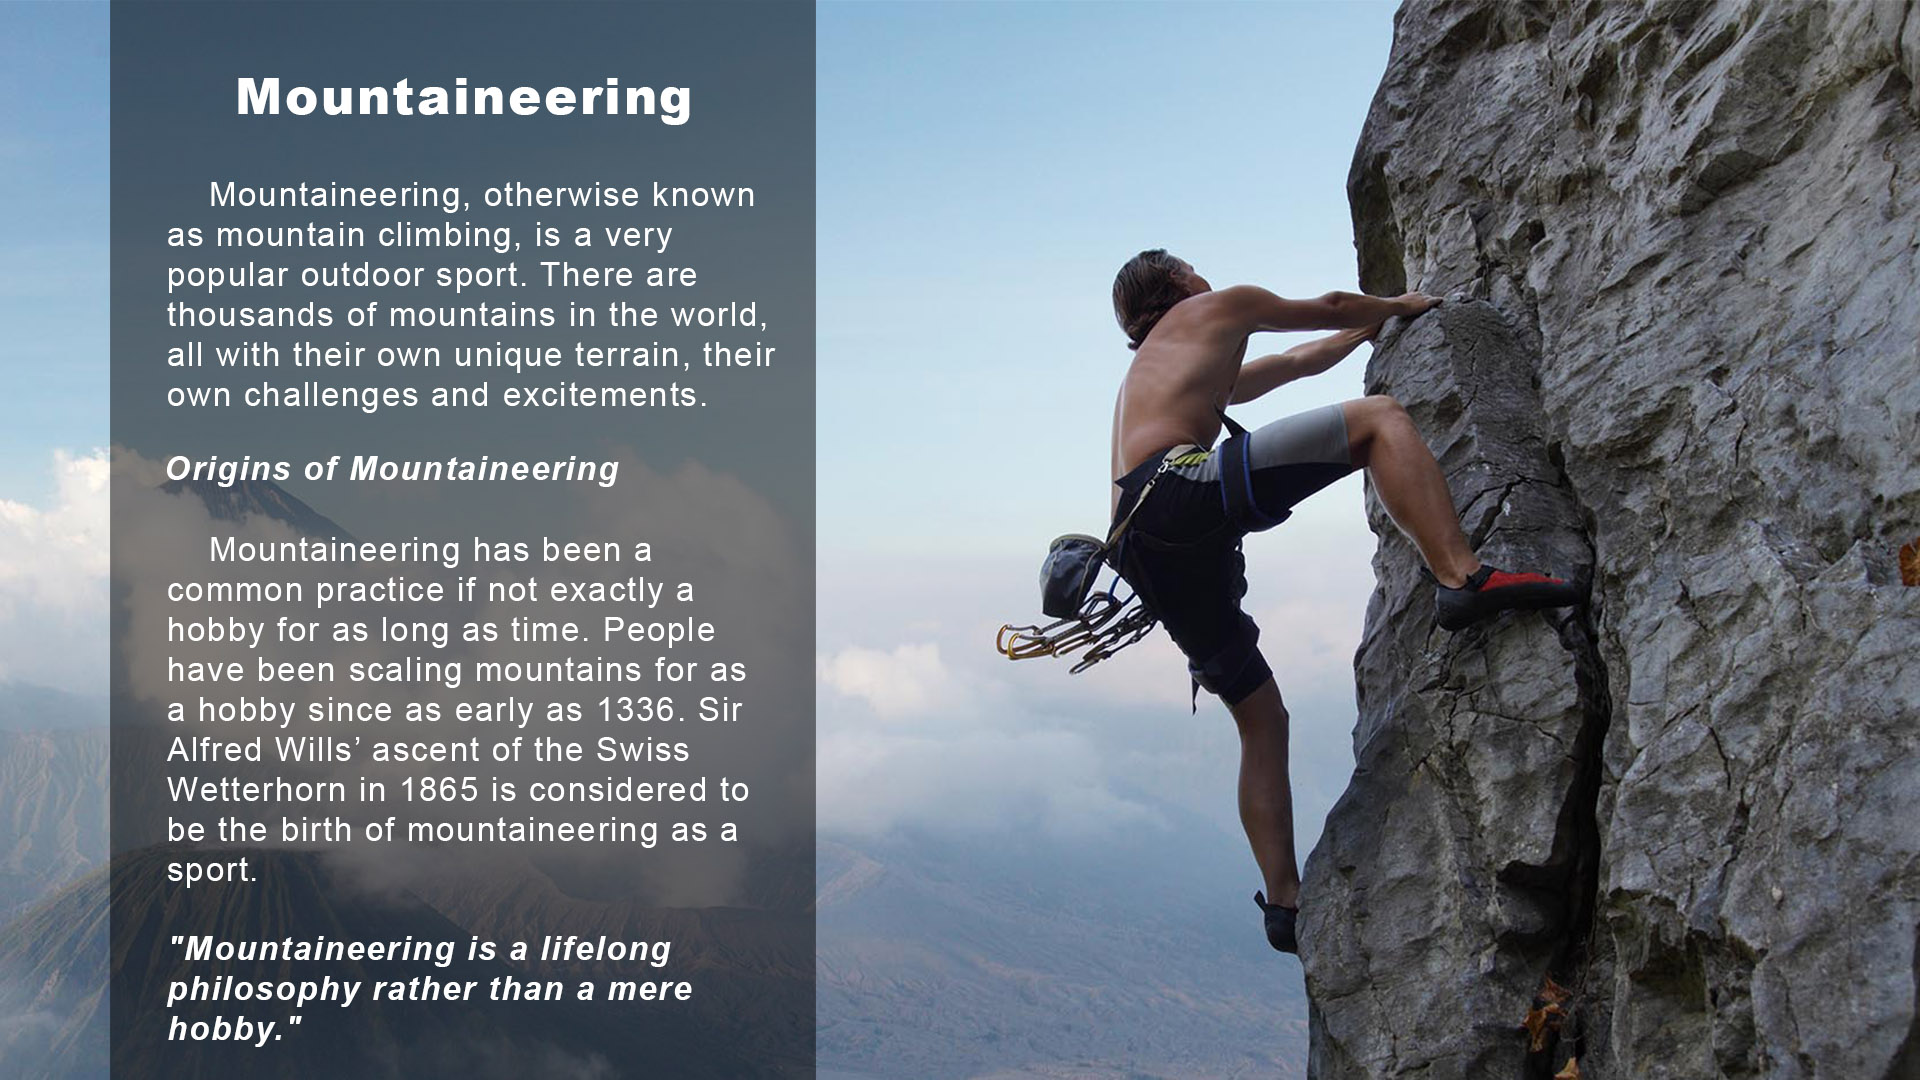 Mountaineering
Mountaineering, otherwise known
as mountain climbing, is a very
popular outdoor sport. There are
thousands of mountains in the world,
all with their own unique terrain, their
own challenges and excitements.
Origins of Mountaineering
Mountaineering has been a
common practice if not exactly a
hobby for as long as time. People
have been scaling mountains for as
a hobby since as early as 1336. Sir
Alfred Wills’ ascent of the Swiss
Wetterhorn in 1865 is considered to
be the birth of mountaineering as a
sport.
"Mountaineering is a lifelong
philosophy rather than a mere
hobby."